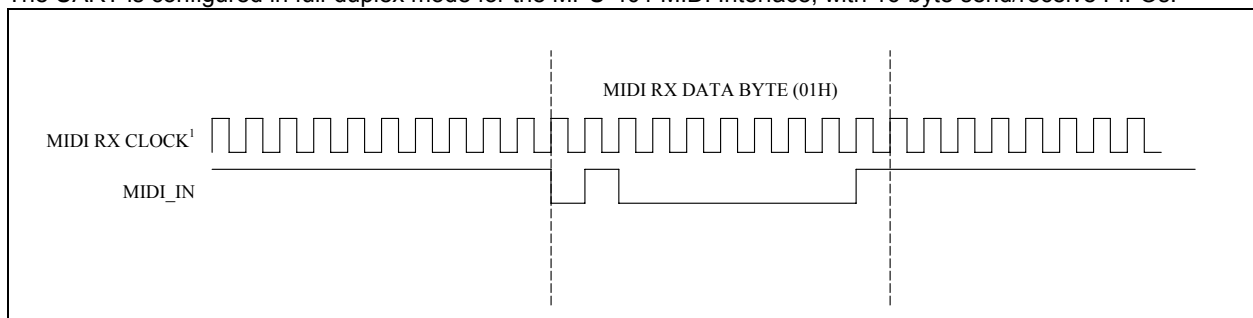 The UART is configured in full-duplex mode for the MPU-401 MIDI interface, with 16-byte send/receive FIFOs.
MIDI RX DATA BYTE (01H)
MIDI RX CLOCK¹
MIDI_IN